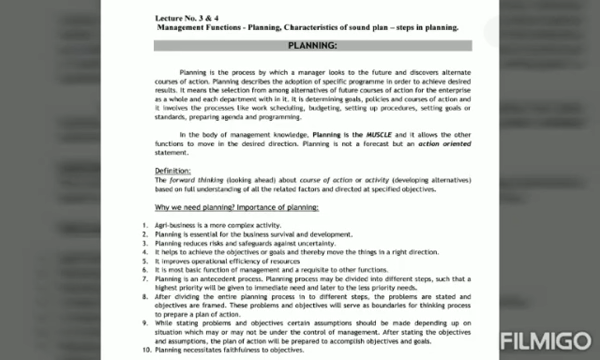 Lecture No. 3 & 4
Management Functions - Planning, Characteristics of sound plan – steps in planning.
PLANNING:
Planning is the process by which a manager looks to the future and discovers alternate
courses of action. Planning describes the adoption of specific programme in order to achieve desired
results. It means the selection from among alternatives of future courses of action for the enterprise
as a whole and each department with in it. It is determining goals, policies and courses of action and
it involves the processes like work scheduling, budgeting, setting up procedures, setting goals or
standards, preparing agenda and programming.
In the body of management knowledge, Planning is the MUSCLE and it allows the other
functions to move in the desired direction. Planning is not a forecast but an action oriented
statement.
Definition:
The forward thinking (looking ahead) about course of action or activity (developing alternatives)
based on full understanding of all the related factors and directed at specified objectives.
Why we need planning? Importance of planning:
1. Agri-business is a more complex activity.
2. Planning is essential for the business survival and development.
3. Planning reduces risks and safeguards against uncertainty.
4. It helps to achieve the objectives or goals and thereby move the things in a right direction.
5. It improves operational efficiency of resources
6. It is most basic function of management and a requisite to other functions.
7. Planning is an antecedent process. Planning process may be divided into different steps, such that a
highest priority will be given to immediate need and later to the less priority needs.
8. After dividing the entire planning process in to different steps, the problems are stated and
objectives are framed. These problems and objectives will serve as boundaries for thinking process
to prepare a plan of action.
9. While stating problems and objectives certain assumptions should be made depending up on
situation which may or may not be under the control of management. After stating the objectives
and assumptions, the plan of action will be prepared to accomplish objectives and goals.
10. Planning necessitates faithfulness to objectives.
FILMIGO